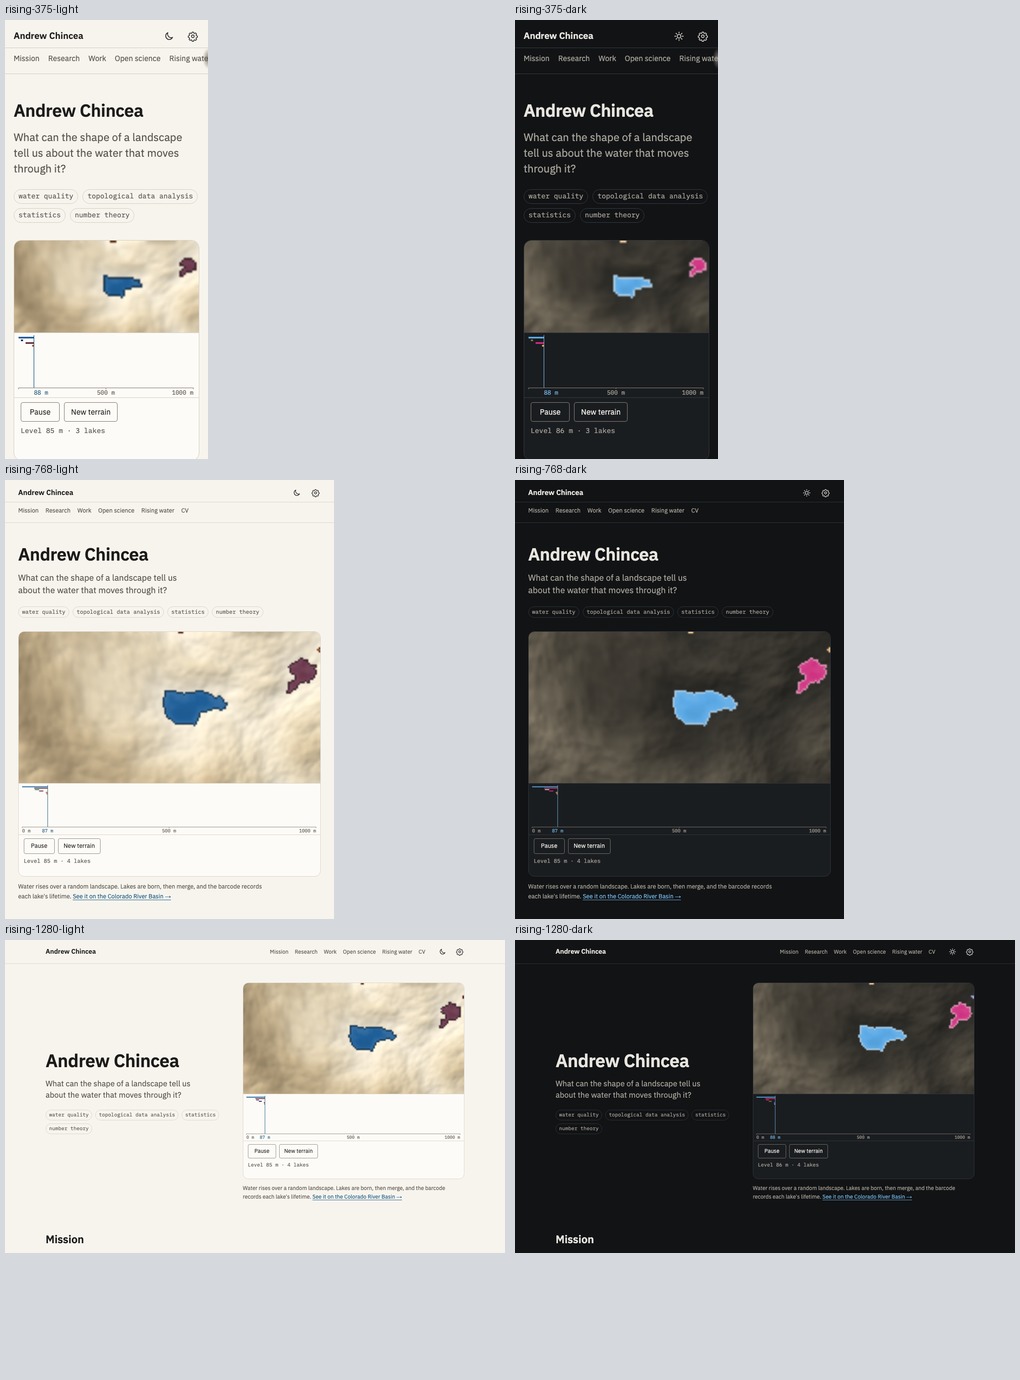 rising-375-light
Andrew Chincea
Mission Research Work Open science Rising wate
Andrew Chincea
What can the shape of a landscape
tell us about the water that moves
through it?
water quality topological data analysis
statistics number theory
88 m 500 m 1000 m
Pause New terrain
Level 85 m · 3 lakes
rising-375-dark
Andrew Chincea
Mission Research Work Open science Rising wate
Andrew Chincea
What can the shape of a landscape
tell us about the water that moves
through it?
water quality topological data analysis
statistics number theory
88 m 500 m 1000 m
Pause New terrain
Level 86 m · 3 lakes
rising-768-light
Andrew Chincea
Mission Research Work Open science Rising water CV
Andrew Chincea
What can the shape of a landscape tell us
about the water that moves through it?
water quality topological data analysis statistics number theory
0 m 87 m 500 m 1000 m
Pause New terrain
Level 85 m · 4 lakes
Water rises over a random landscape. Lakes are born, then merge, and the barcode records
each lake's lifetime. See it on the Colorado River Basin →
rising-768-dark
Andrew Chincea
Mission Research Work Open science Rising water CV
Andrew Chincea
What can the shape of a landscape tell us
about the water that moves through it?
water quality topological data analysis statistics number theory
0 m 87 m 500 m 1000 m
Pause New terrain
Level 85 m · 4 lakes
Water rises over a random landscape. Lakes are born, then merge, and the barcode records
each lake's lifetime. See it on the Colorado River Basin →
rising-1280-light
Andrew Chincea Mission Research Work Open science Rising water CV
Andrew Chincea
What can the shape of a landscape tell us
about the water that moves through it?
water quality topological data analysis statistics
number theory
0 m 87 m 500 m 1000 m
Pause New terrain
Level 85 m · 4 lakes
Water rises over a random landscape. Lakes are born, then merge, and the barcode
records each lake's lifetime. See it on the Colorado River Basin →
Mission
rising-1280-dark
Andrew Chincea Mission Research Work Open science Rising water CV
Andrew Chincea
What can the shape of a landscape tell us
about the water that moves through it?
water quality topological data analysis statistics
number theory
0 m 88 m 500 m 1000 m
Pause New terrain
Level 86 m · 4 lakes
Water rises over a random landscape. Lakes are born, then merge, and the barcode
records each lake's lifetime. See it on the Colorado River Basin →
Mission